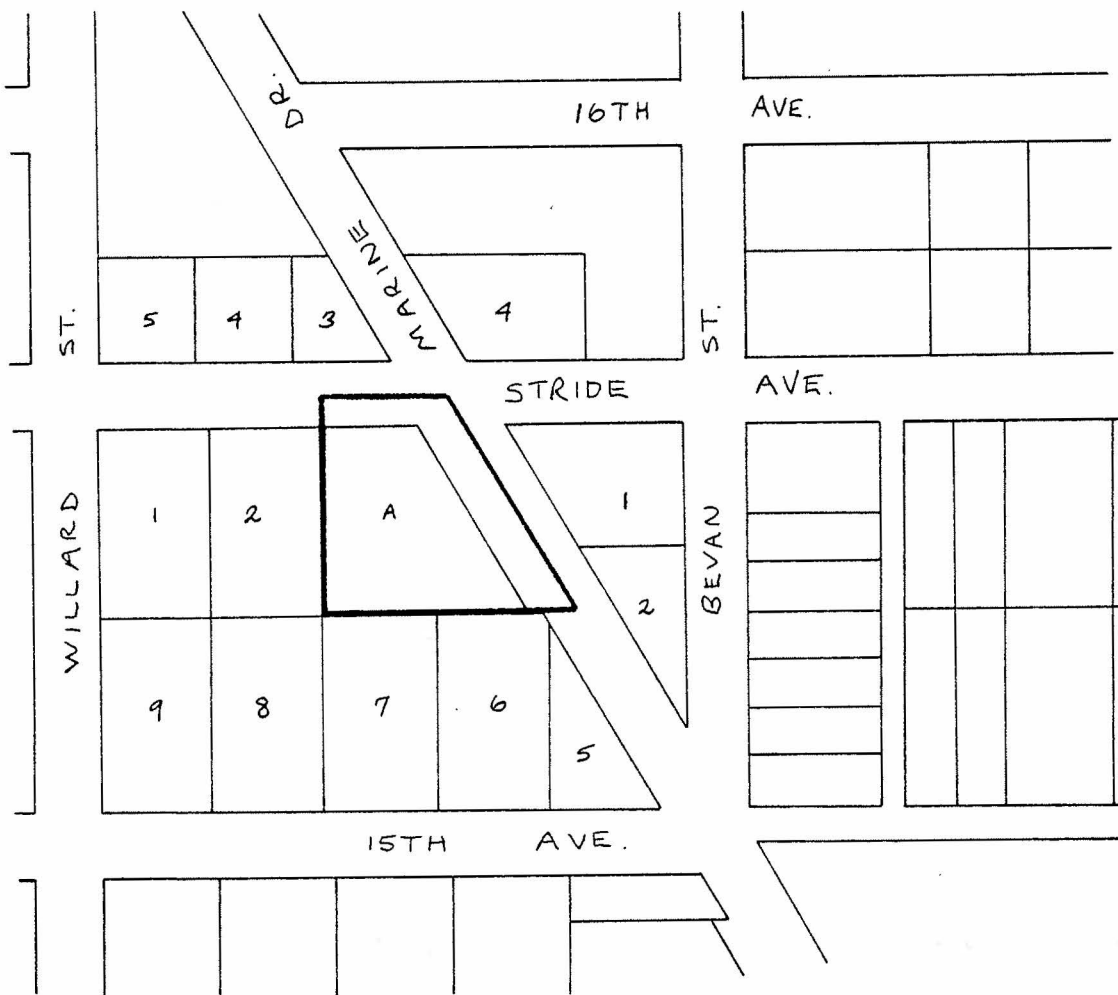 DR.
16TH AVE.
MARINE
5 4 3 4
ST.
ST.
STRIDE AVE.
1 2 A 1
WILLARD
BEVAN
2
9 8 7 6
5
15TH AVE.